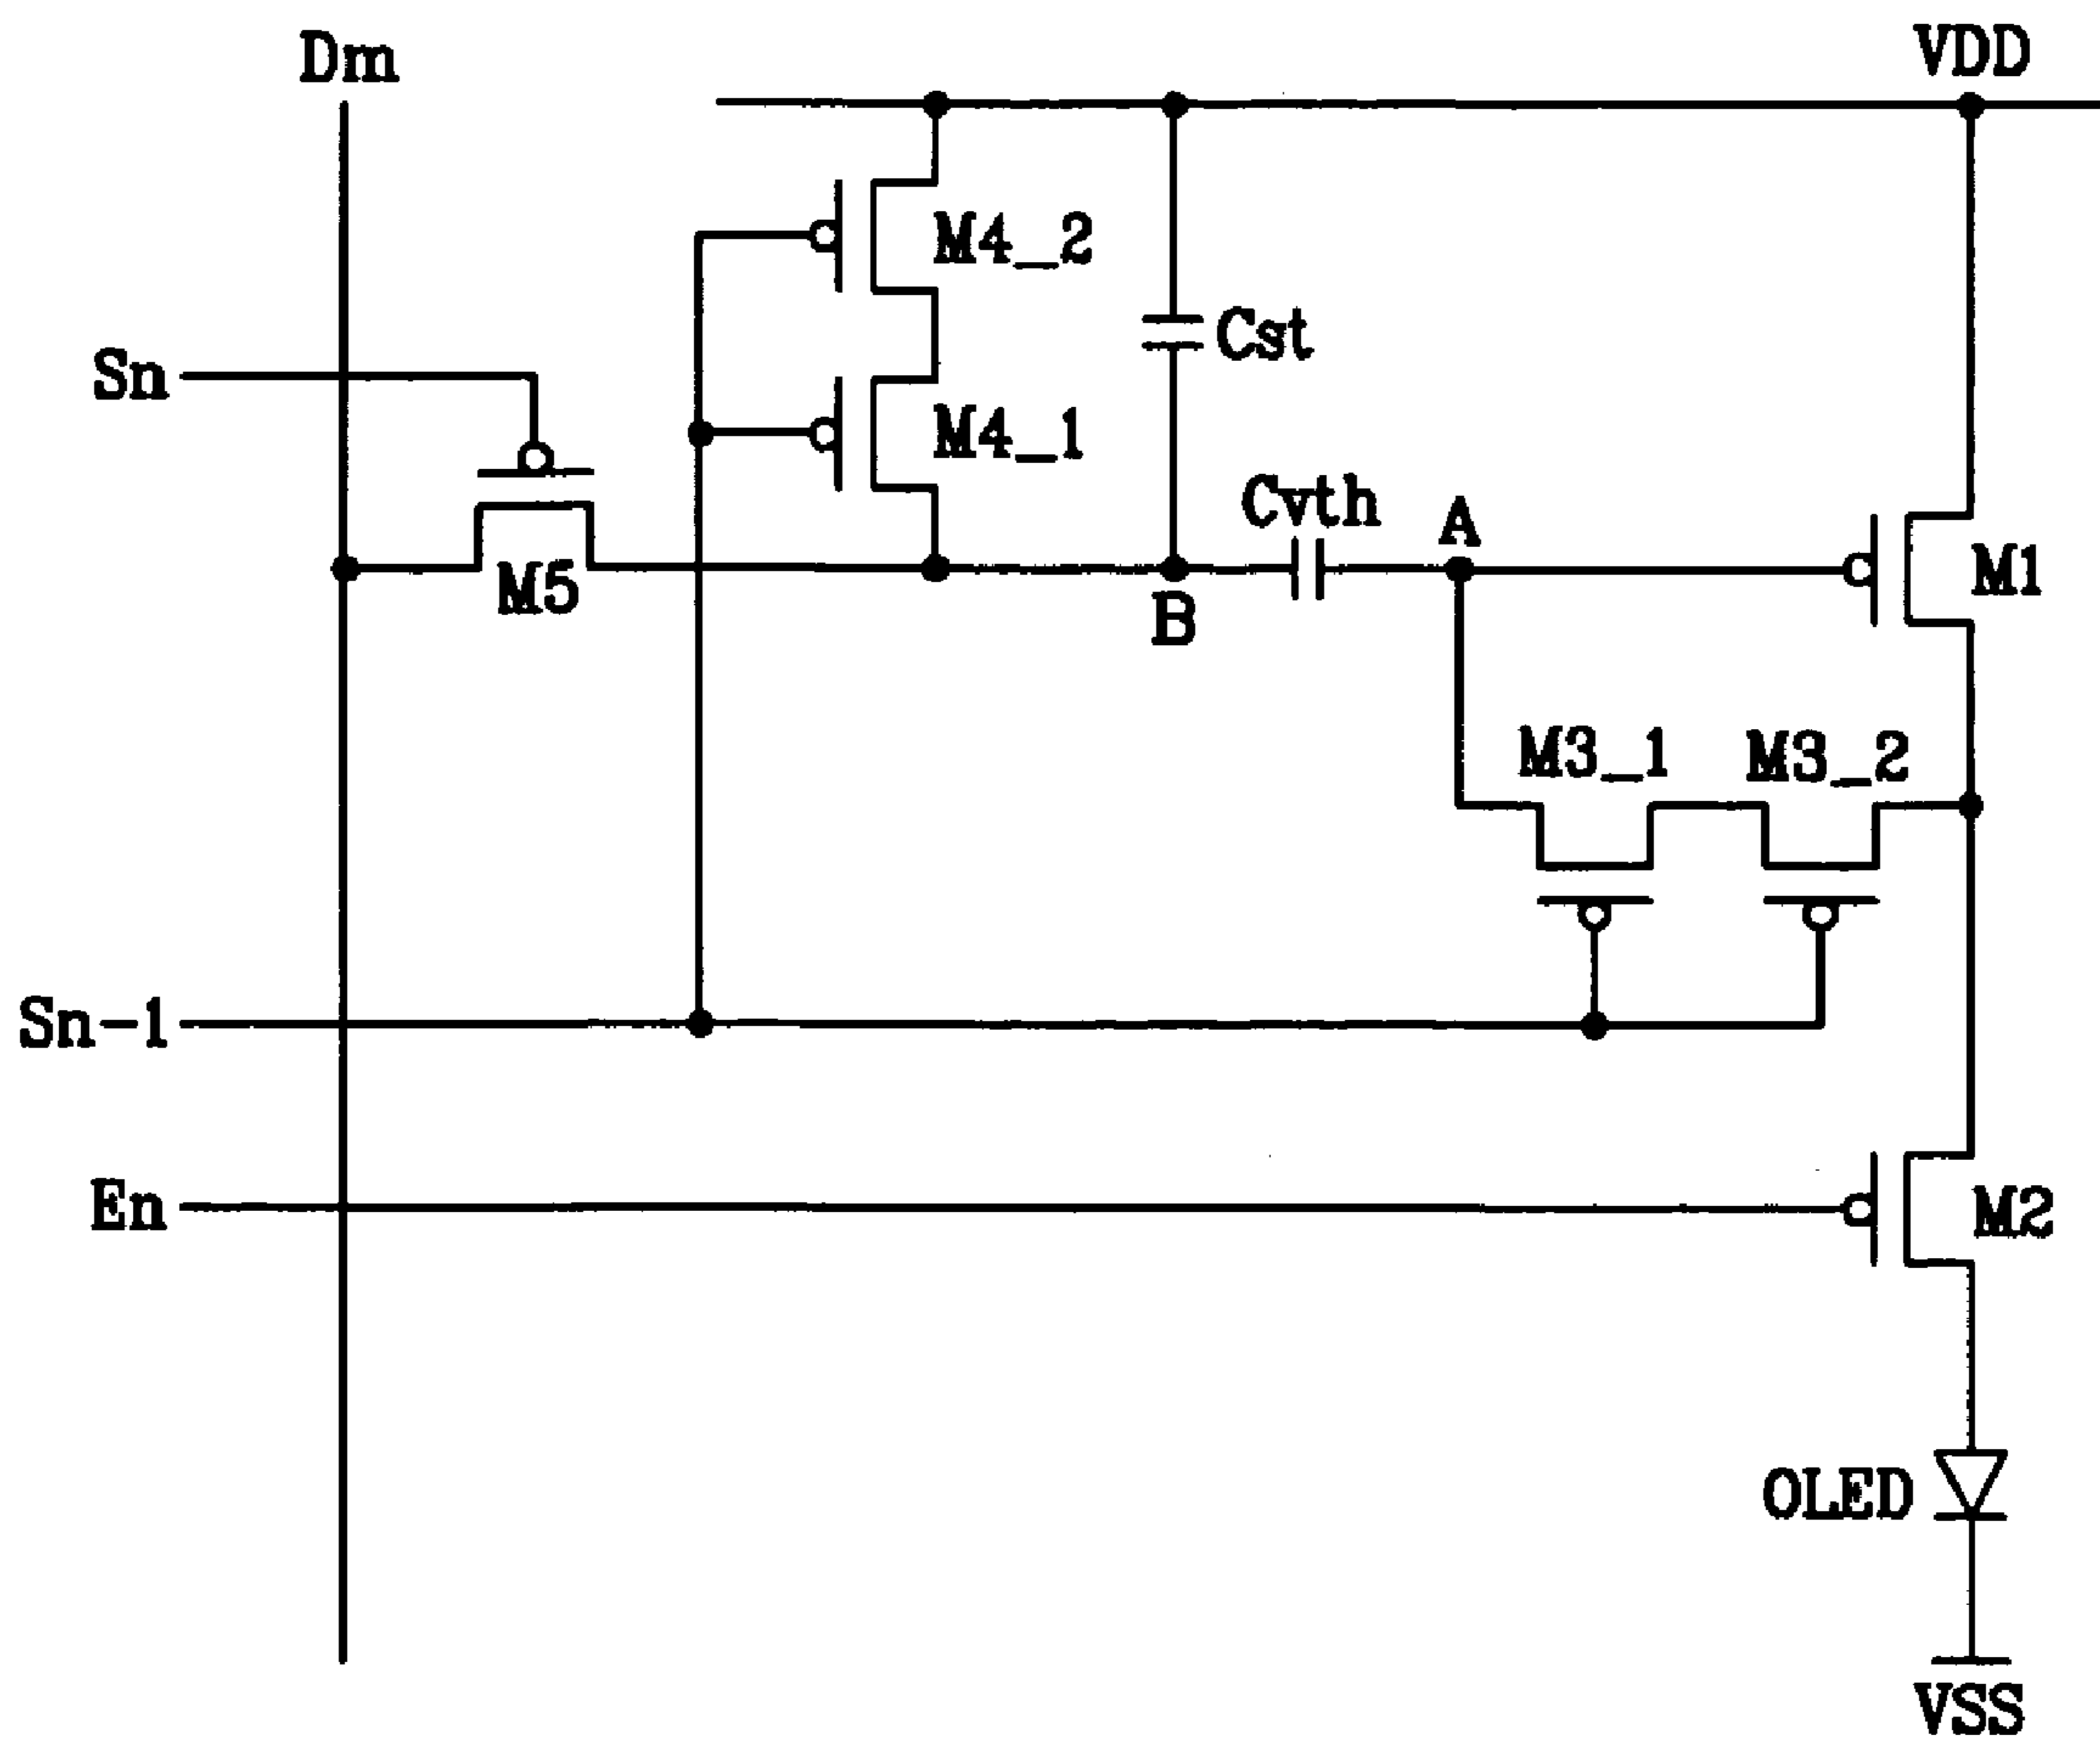 Dm
VDD
M4_2
Cst
Sn
M4_1
Cvth
A
M1
M5
B
M3_1
M3_2
Sn-1
En
M2
OLED
VSS